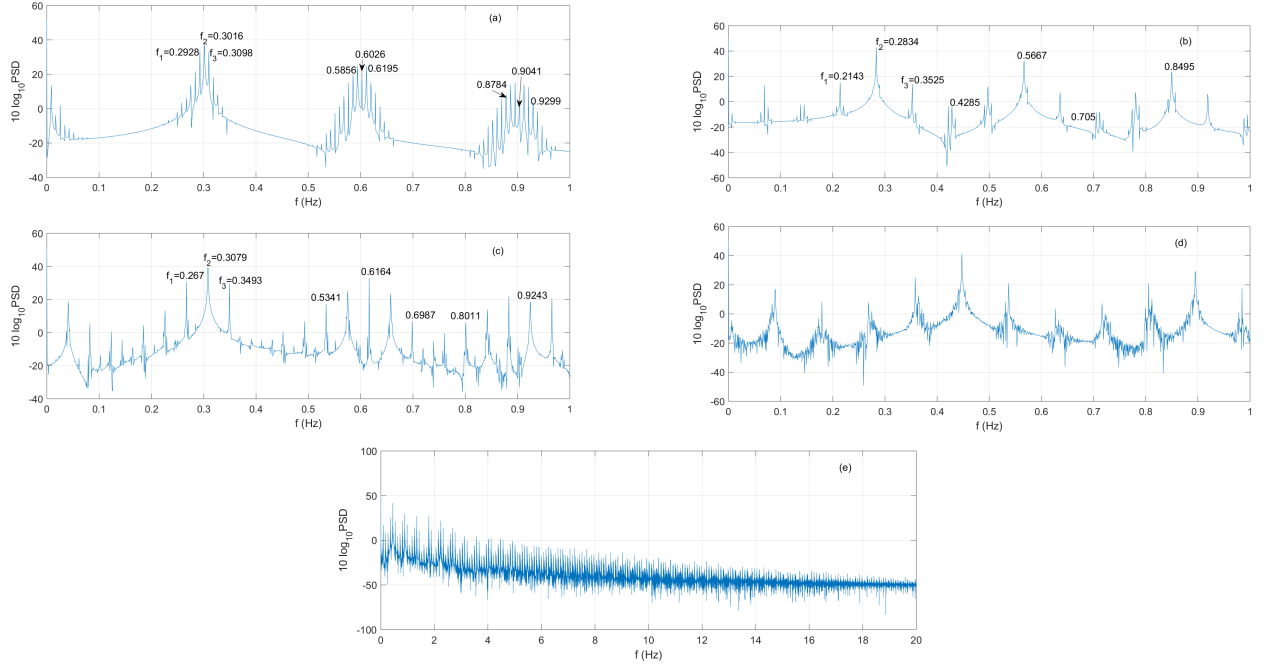 (a)
f2=0.3016
f1=0.2928
f3=0.3098
0.6026
0.5856
0.6195
0.9041
0.8784
0.9299
60
40
20
0
-20
-40
10 log10PSD
0 0.1 0.2 0.3 0.4 0.5 0.6 0.7 0.8 0.9 1
f (Hz)
(b)
f2=0.2834
f1=0.2143
f3=0.3525
0.4285
0.5667
0.705
0.8495
60
40
20
0
-20
-40
-60
10 log10PSD
0 0.1 0.2 0.3 0.4 0.5 0.6 0.7 0.8 0.9 1
f (Hz)
(c)
f2=0.3079
f1=0.267
f3=0.3493
0.5341
0.6164
0.6987
0.8011
0.9243
60
40
20
0
-20
-40
10 log10PSD
0 0.1 0.2 0.3 0.4 0.5 0.6 0.7 0.8 0.9 1
f (Hz)
(d)
60
40
20
0
-20
-40
-60
10 log10PSD
0 0.1 0.2 0.3 0.4 0.5 0.6 0.7 0.8 0.9 1
f (Hz)
(e)
100
50
0
-50
-100
10 log10PSD
0 2 4 6 8 10 12 14 16 18 20
f (Hz)